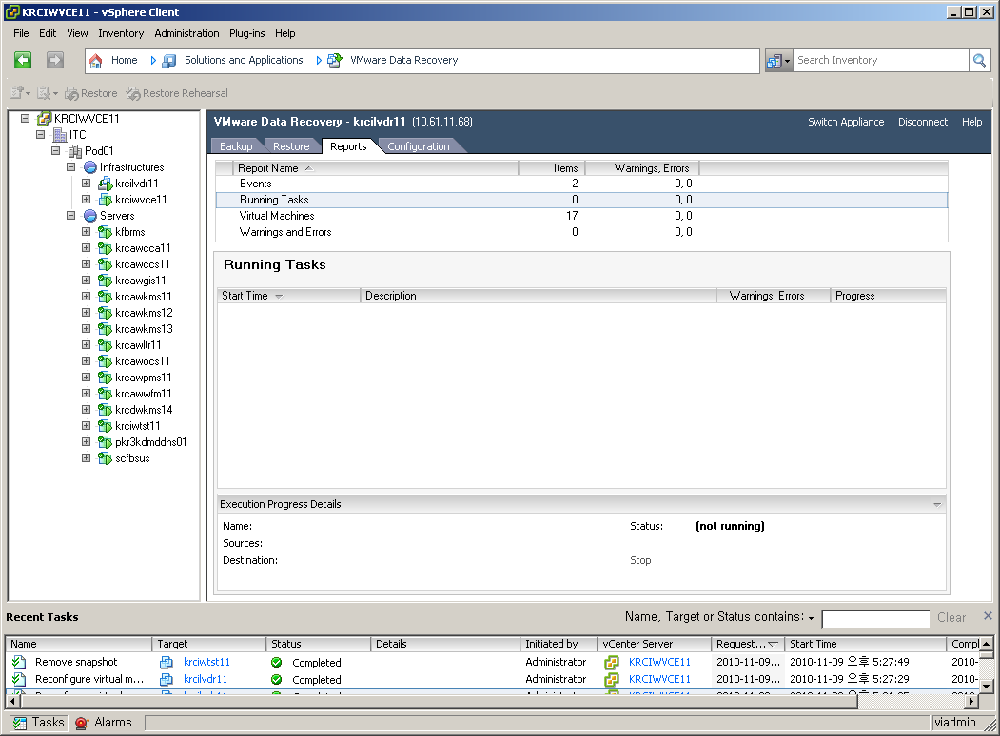 KRCIWVCE11 - vSphere Client
File Edit View Inventory Administration Plug-ins Help
Home Solutions and Applications VMware Data Recovery Search Inventory
Restore Restore Rehearsal
KRCIWVCE11
ITC
Pod01
Infrastructures
krcilvdr11
krciwvce11
Servers
kfbrms
krcawcca11
krcawccs11
krcawgis11
krcawkms11
krcawkms12
krcawkms13
krcawltr11
krcawocs11
krcawpms11
krcawwfm11
krcdwkms14
krciwtst11
pkr3kdmddns01
scfbsus
VMware Data Recovery - krcilvdr11 (10.61.11.68) Switch Appliance Disconnect Help
Backup Restore Reports Configuration
Report Name Items Warnings, Errors
Events 2 0, 0
Running Tasks 0 0, 0
Virtual Machines 17 0, 0
Warnings and Errors 0 0, 0
Running Tasks
Start Time Description Warnings, Errors Progress
Execution Progress Details
Name: Status: (not running)
Sources:
Destination: Stop
Recent Tasks Name, Target or Status contains: Clear
Name Target Status Details Initiated by vCenter Server Request... Start Time Compl
Remove snapshot krciwtst11 Completed Administrator KRCIWVCE11 2010-11-09... 2010-11-09 오후 5:27:49 2010-
Reconfigure virtual m... krcilvdr11 Completed Administrator KRCIWVCE11 2010-11-09... 2010-11-09 오후 5:27:29 2010-
Tasks Alarms viadmin